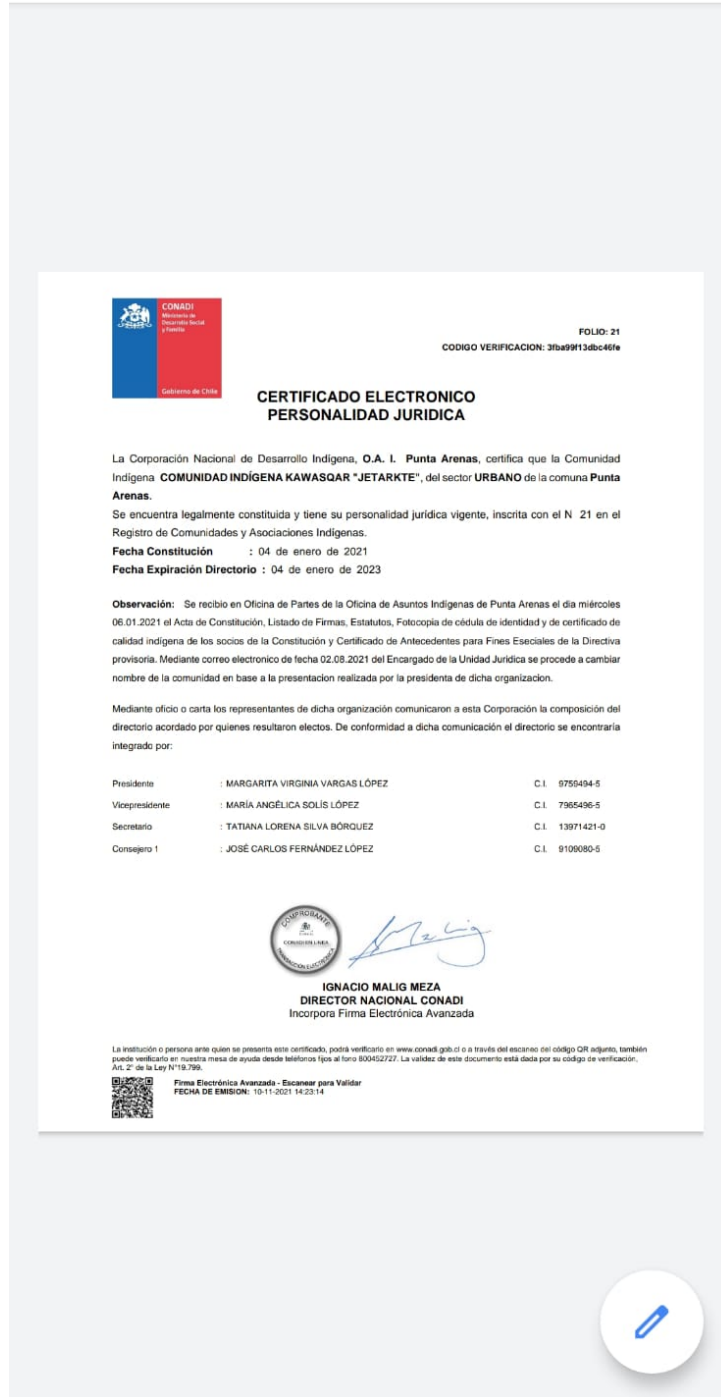 CONADI
Ministerio de
Desarrollo Social
y Familia
Gobierno de Chile
FOLIO: 21
CODIGO VERIFICACION: 3fba99f13dbc46fe
CERTIFICADO ELECTRONICO
PERSONALIDAD JURIDICA
La Corporación Nacional de Desarrollo Indígena, O.A. I. Punta Arenas, certifica que la Comunidad
Indígena COMUNIDAD INDÍGENA KAWASQAR "JETARKTE", del sector URBANO de la comuna Punta
Arenas.
Se encuentra legalmente constituida y tiene su personalidad jurídica vigente, inscrita con el N 21 en el
Registro de Comunidades y Asociaciones Indígenas.
Fecha Constitución : 04 de enero de 2021
Fecha Expiración Directorio : 04 de enero de 2023
Observación: Se recibio en Oficina de Partes de la Oficina de Asuntos Indígenas de Punta Arenas el dia miércoles
06.01.2021 el Acta de Constitución, Listado de Firmas, Estatutos, Fotocopia de cédula de identidad y de certificado de
calidad indígena de los socios de la Constitución y Certificado de Antecedentes para Fines Eseciales de la Directiva
provisoria. Mediante correo electronico de fecha 02.08.2021 del Encargado de la Unidad Juridica se procede a cambiar
nombre de la comunidad en base a la presentacion realizada por la presidenta de dicha organizacion.
Mediante oficio o carta los representantes de dicha organización comunicaron a esta Corporación la composición del
directorio acordado por quienes resultaron electos. De conformidad a dicha comunicación el directorio se encontraría
integrado por:
Presidente : MARGARITA VIRGINIA VARGAS LÓPEZ C.I. 9759494-5
Vicepresidente : MARÍA ANGÉLICA SOLÍS LÓPEZ C.I. 7965496-5
Secretario : TATIANA LORENA SILVA BÓRQUEZ C.I. 13971421-0
Consejero 1 : JOSÉ CARLOS FERNÁNDEZ LÓPEZ C.I. 9109080-5
COMPROBANTE
CONADI EN LINEA
TRANSACCION ELECTRONICA
IGNACIO MALIG MEZA
DIRECTOR NACIONAL CONADI
Incorpora Firma Electrónica Avanzada
La institución o persona ante quien se presenta este certificado, podrá verificarlo en www.conadi.gob.cl o a través del escaneo del código QR adjunto, también
puede verificarlo en nuestra mesa de ayuda desde teléfonos fijos al fono 800452727. La validez de este documento está dada por su código de verificación,
Art. 2° de la Ley N°19.799.
Firma Electrónica Avanzada - Escanear para Validar
FECHA DE EMISION: 10-11-2021 14:23:14